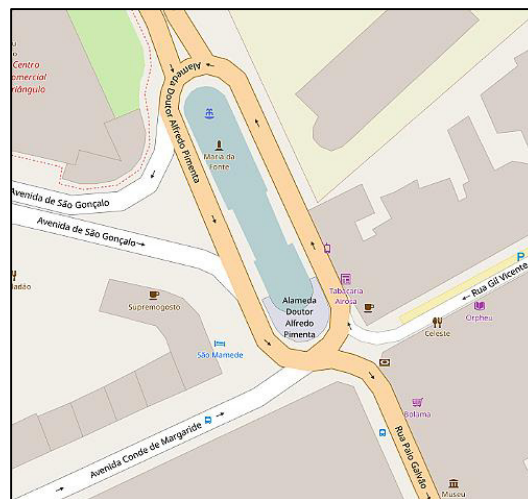 Centro
omercial
riângulo
Alameda Doutor Alfredo Pimenta
Maria da
Fonte
Avenida de São Gonçalo
Avenida de São Gonçalo
Supremogosto
São Mamede
Alameda
Doutor
Alfredo
Pimenta
Tabacaria
Airosa
P
Rua Gil Vicente
Orpheu
Celeste
Bolama
Avenida Conde de Margaride
Rua Paio Galvão
Museu